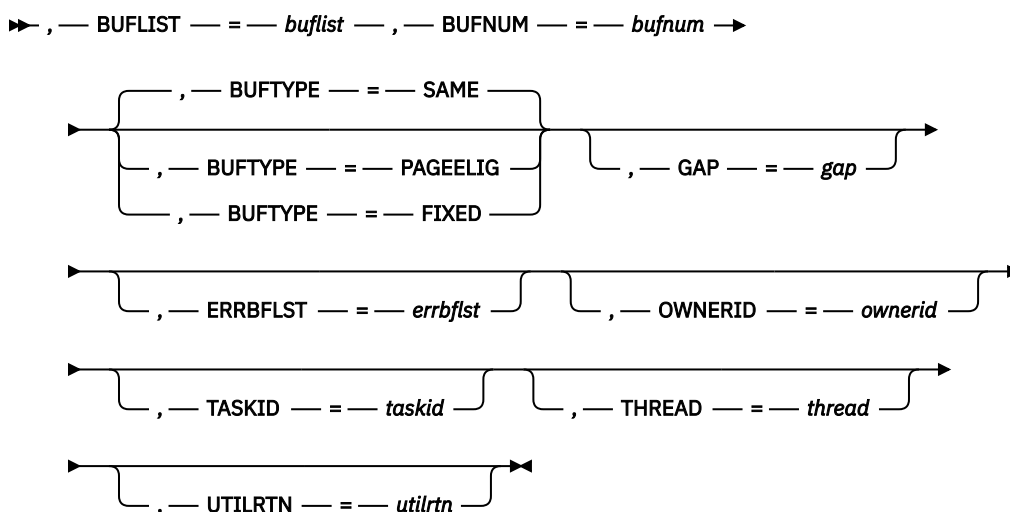 , BUFLIST = buflist , BUFNUM = bufnum
, BUFTYPE = SAME
, BUFTYPE = PAGEELIG , GAP = gap
, BUFTYPE = FIXED
, ERRBFLST = errbflst , OWNERID = ownerid
, TASKID = taskid , THREAD = thread
, UTILRTN = utilrtn